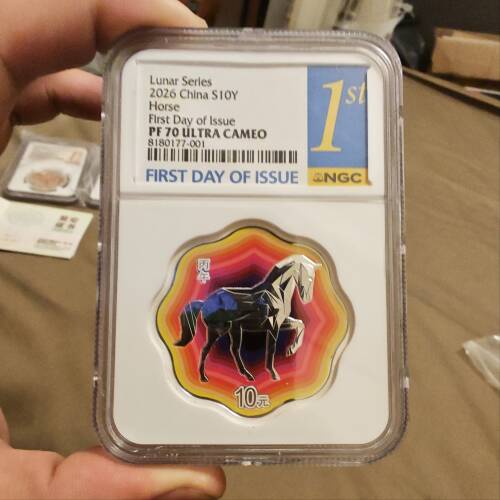 Lunar Series
2026 China S10Y
Horse
First Day of Issue
PF 70 ULTRA CAMEO
8180177-001
FIRST DAY OF ISSUE
1st
NGC
丙午
10元